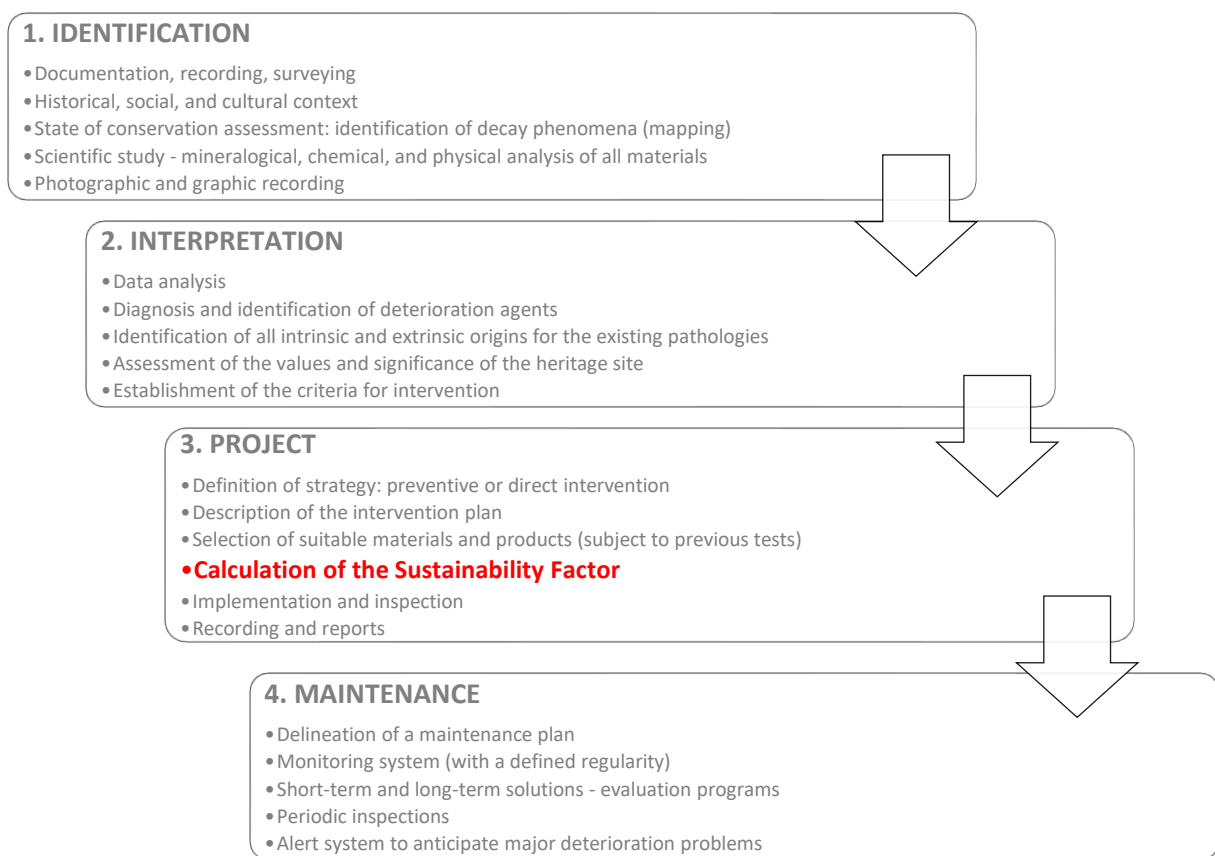 1. IDENTIFICATION
•Documentation, recording, surveying
•Historical, social, and cultural context
•State of conservation assessment: identification of decay phenomena (mapping)
•Scientific study - mineralogical, chemical, and physical analysis of all materials
•Photographic and graphic recording
2. INTERPRETATION
•Data analysis
•Diagnosis and identification of deterioration agents
•Identification of all intrinsic and extrinsic origins for the existing pathologies
•Assessment of the values and significance of the heritage site
•Establishment of the criteria for intervention
3. PROJECT
•Definition of strategy: preventive or direct intervention
•Description of the intervention plan
•Selection of suitable materials and products (subject to previous tests)
•Calculation of the Sustainability Factor
•Implementation and inspection
•Recording and reports
4. MAINTENANCE
•Delineation of a maintenance plan
•Monitoring system (with a defined regularity)
•Short-term and long-term solutions - evaluation programs
•Periodic inspections
•Alert system to anticipate major deterioration problems